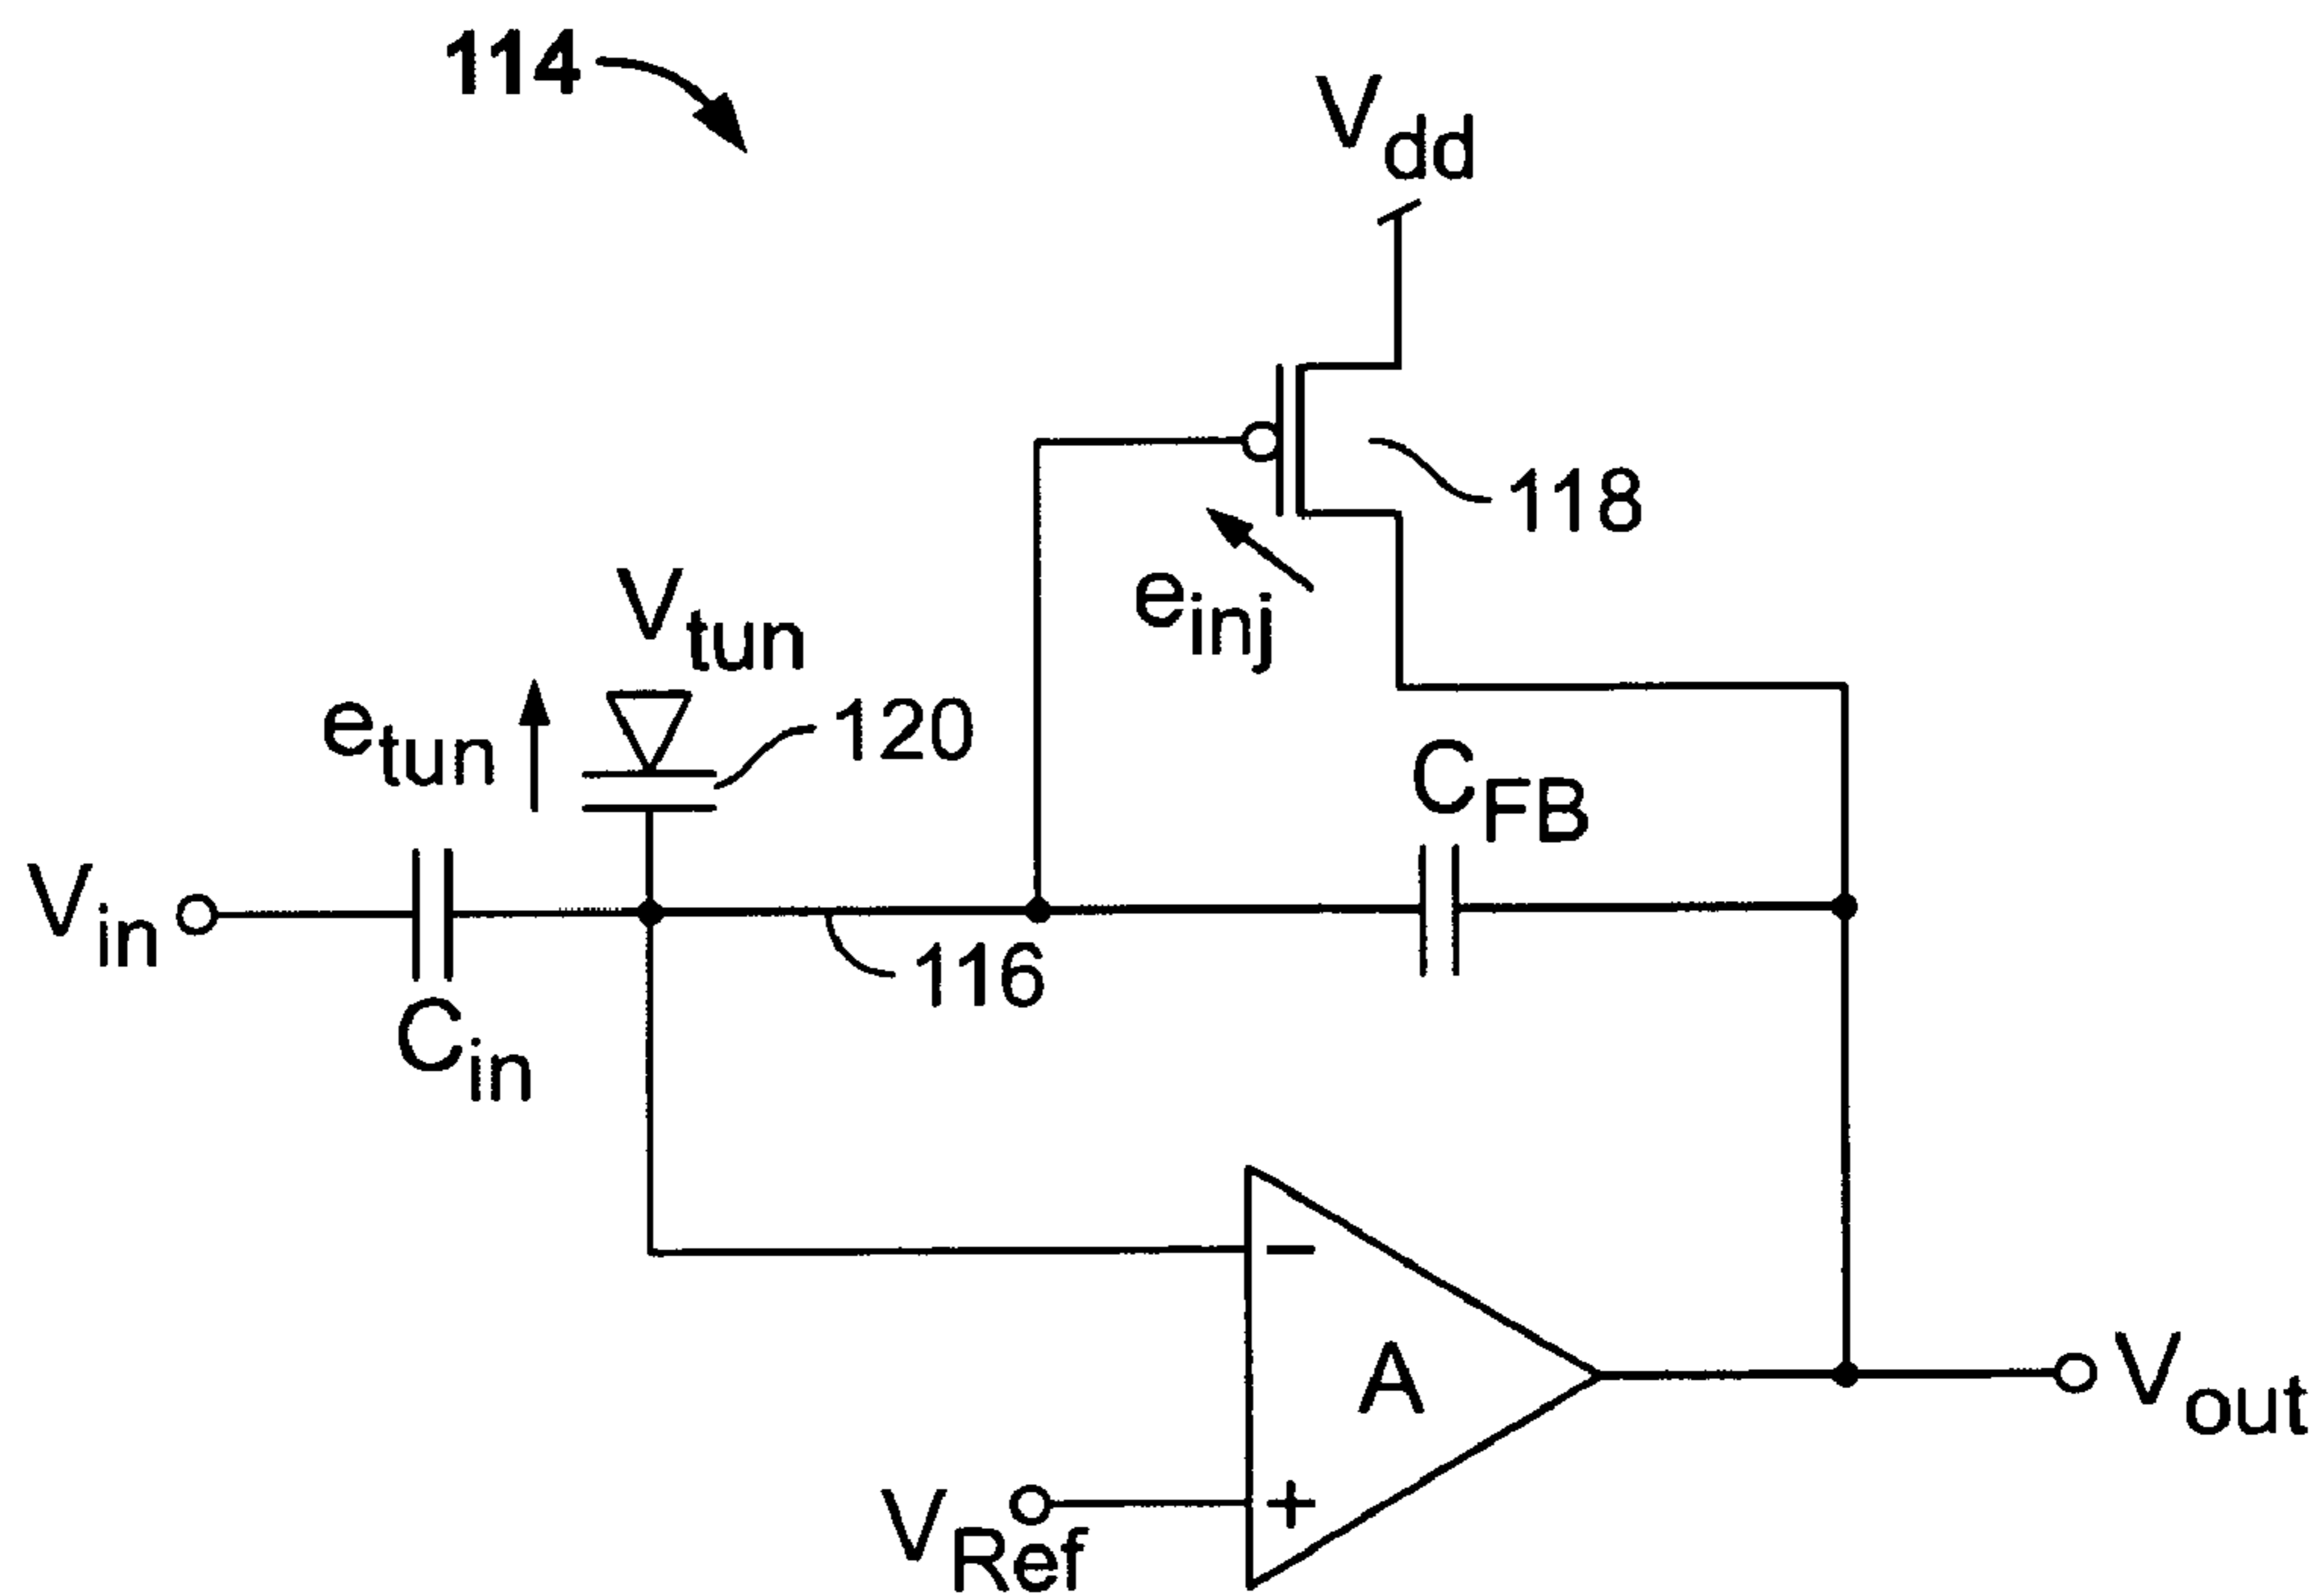 114
Vdd
118
einj
Vtun
etun
120
CFB
Vin
116
Cin
−
A
VRef
+
Vout